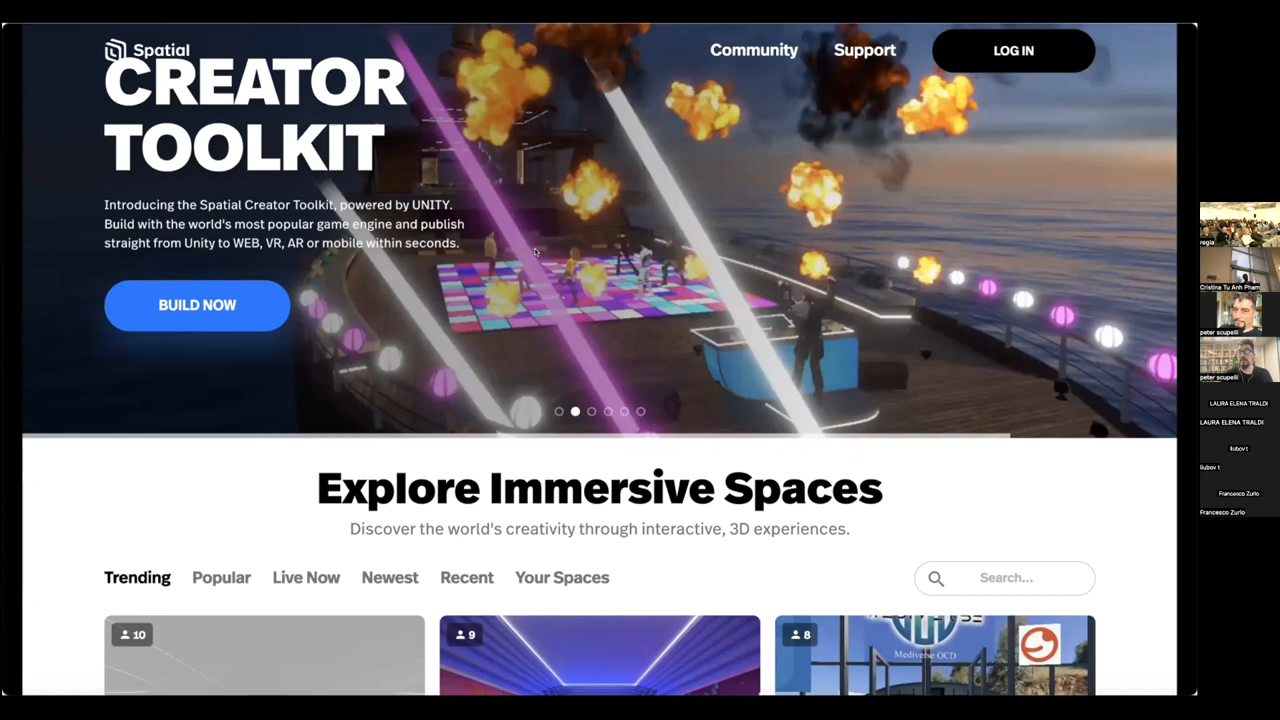 Spatial
Community
Support
LOG IN
CREATOR
TOOLKIT
Introducing the Spatial Creator Toolkit, powered by UNITY.
Build with the world's most popular game engine and publish
straight from Unity to WEB, VR, AR or mobile within seconds.
BUILD NOW
Explore Immersive Spaces
Discover the world's creativity through interactive, 3D experiences.
Trending
Popular
Live Now
Newest
Recent
Your Spaces
Search...
10
9
8
Mediverse OCD
regia
Cristina Tu Anh Pham
peter scupelli
peter scupelli
LAURA ELENA TRALDI
LAURA ELENA TRALDI
liubov t
liubov t
Francesco Zurlo
Francesco Zurlo